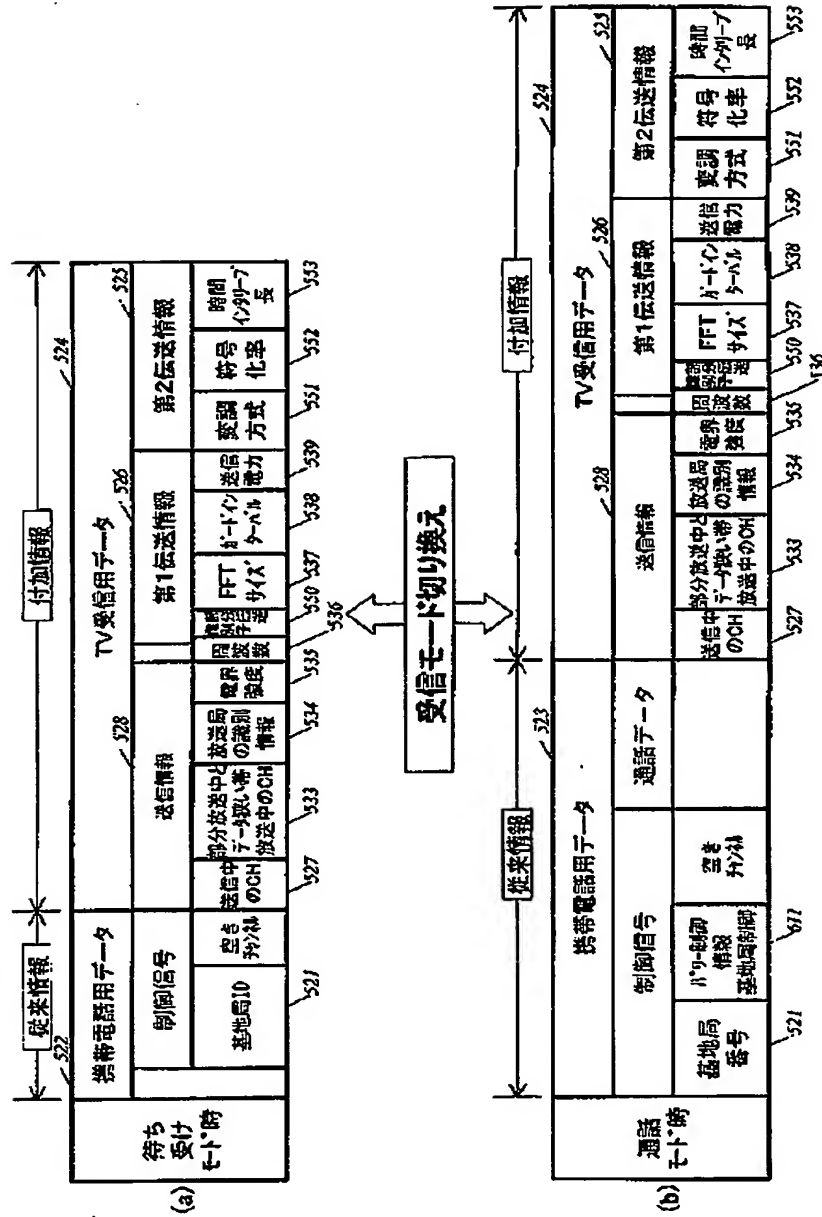 (a)
待ち
受け
モード時
従来情報
付加情報
522
携帯電話用データ
524
TV受信用データ
制御信号
528
送信情報
526
第1伝送情報
525
第2伝送情報
基地局ID
空き
チャンネル
送信中
のCH
部分放送中と
データ狭い帯
放送中のCH
放送局
の識別
情報
電界
強度
周波数
FFT
サイズ
ガードイン
ターバル
送信
電力
変調
方式
符号
化率
時間
インタリーブ
長
521
527
533
534
535
536
550
537
538
539
551
552
553
受信モード切り換え
(b)
通話
モード時
従来情報
付加情報
523
携帯電話用データ
524
TV受信用データ
制御信号
通話データ
528
送信情報
526
第1伝送情報
525
第2伝送情報
基地局
番号
パワー制御
情報
基地局制御
空き
チャンネル
送信中
のCH
部分放送中と
データ狭い帯
放送中のCH
放送局
の識別
情報
電界
強度
周波数
FFT
サイズ
ガードイン
ターバル
送信
電力
変調
方式
符号
化率
時間
インタリーブ
長
521
611
527
533
534
535
536
550
537
538
539
551
552
553